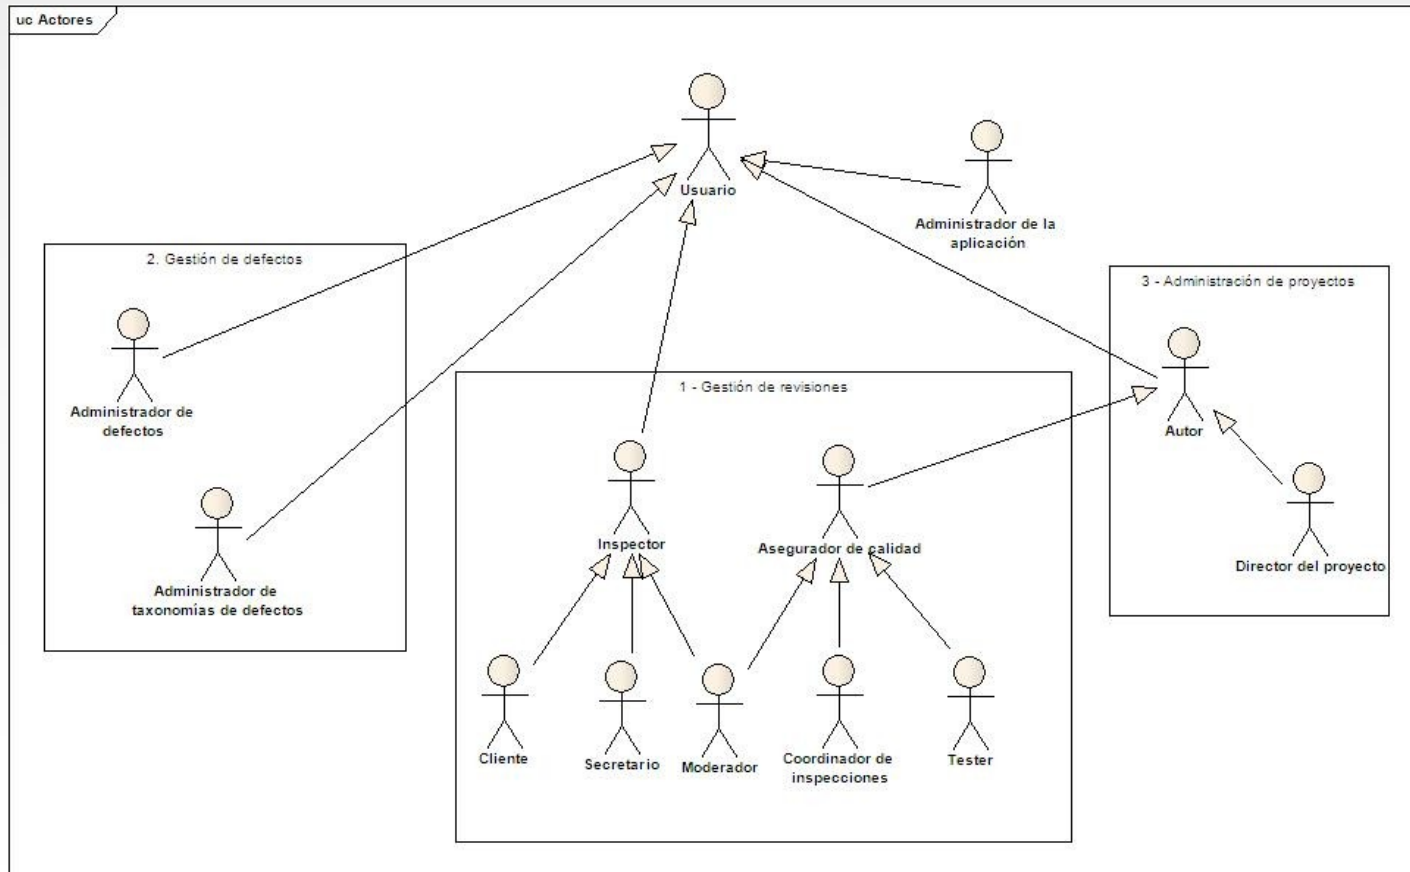 uc Actores
Usuario
Administrador de la
aplicación
2. Gestión de defectos
3 - Administración de proyectos
Administrador de
defectos
1 - Gestión de revisiones
Autor
Inspector
Asegurador de calidad
Director del proyecto
Administrador de
taxonomías de defectos
Cliente
Secretario
Moderador
Coordinador de
inspecciones
Tester